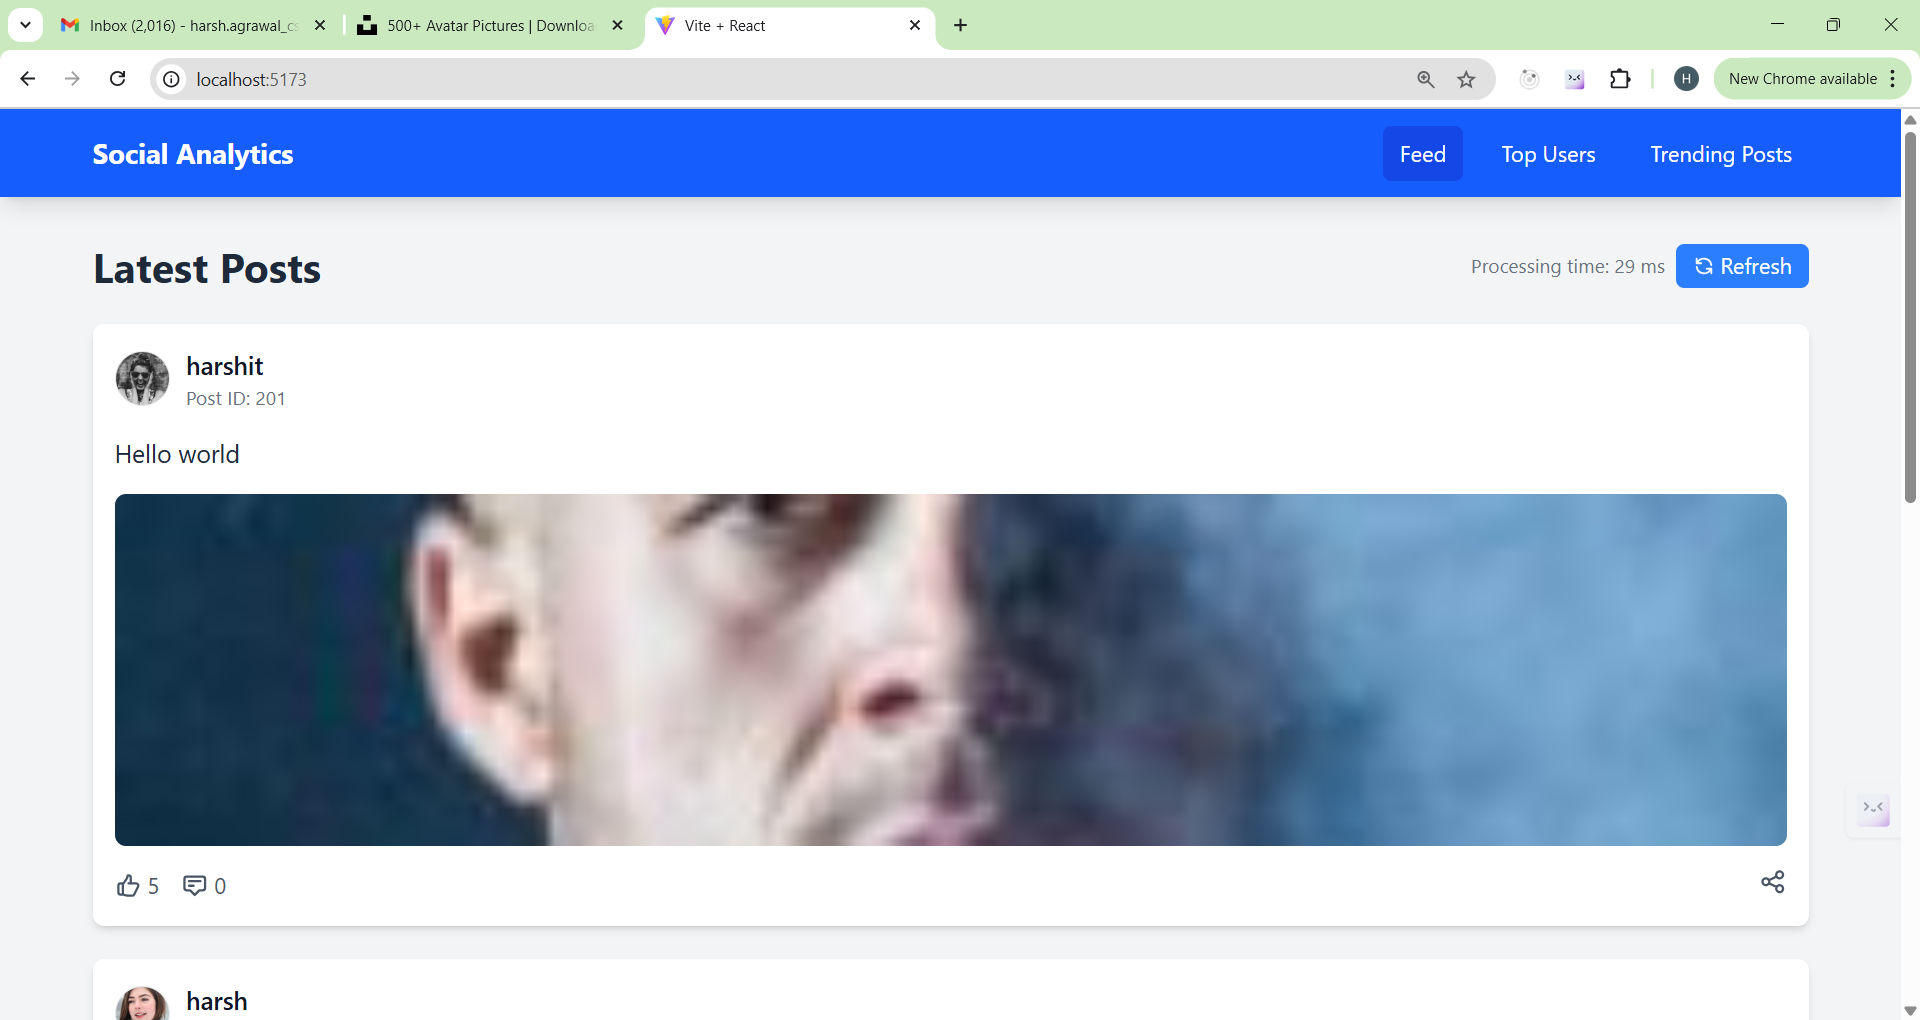 Inbox (2,016) - harsh.agrawal_cs
500+ Avatar Pictures | Downloa
Vite + React
localhost:5173
H
New Chrome available
Social Analytics
Feed
Top Users
Trending Posts
Latest Posts
Processing time: 29 ms
Refresh
harshit
Post ID: 201
Hello world
5
0
harsh